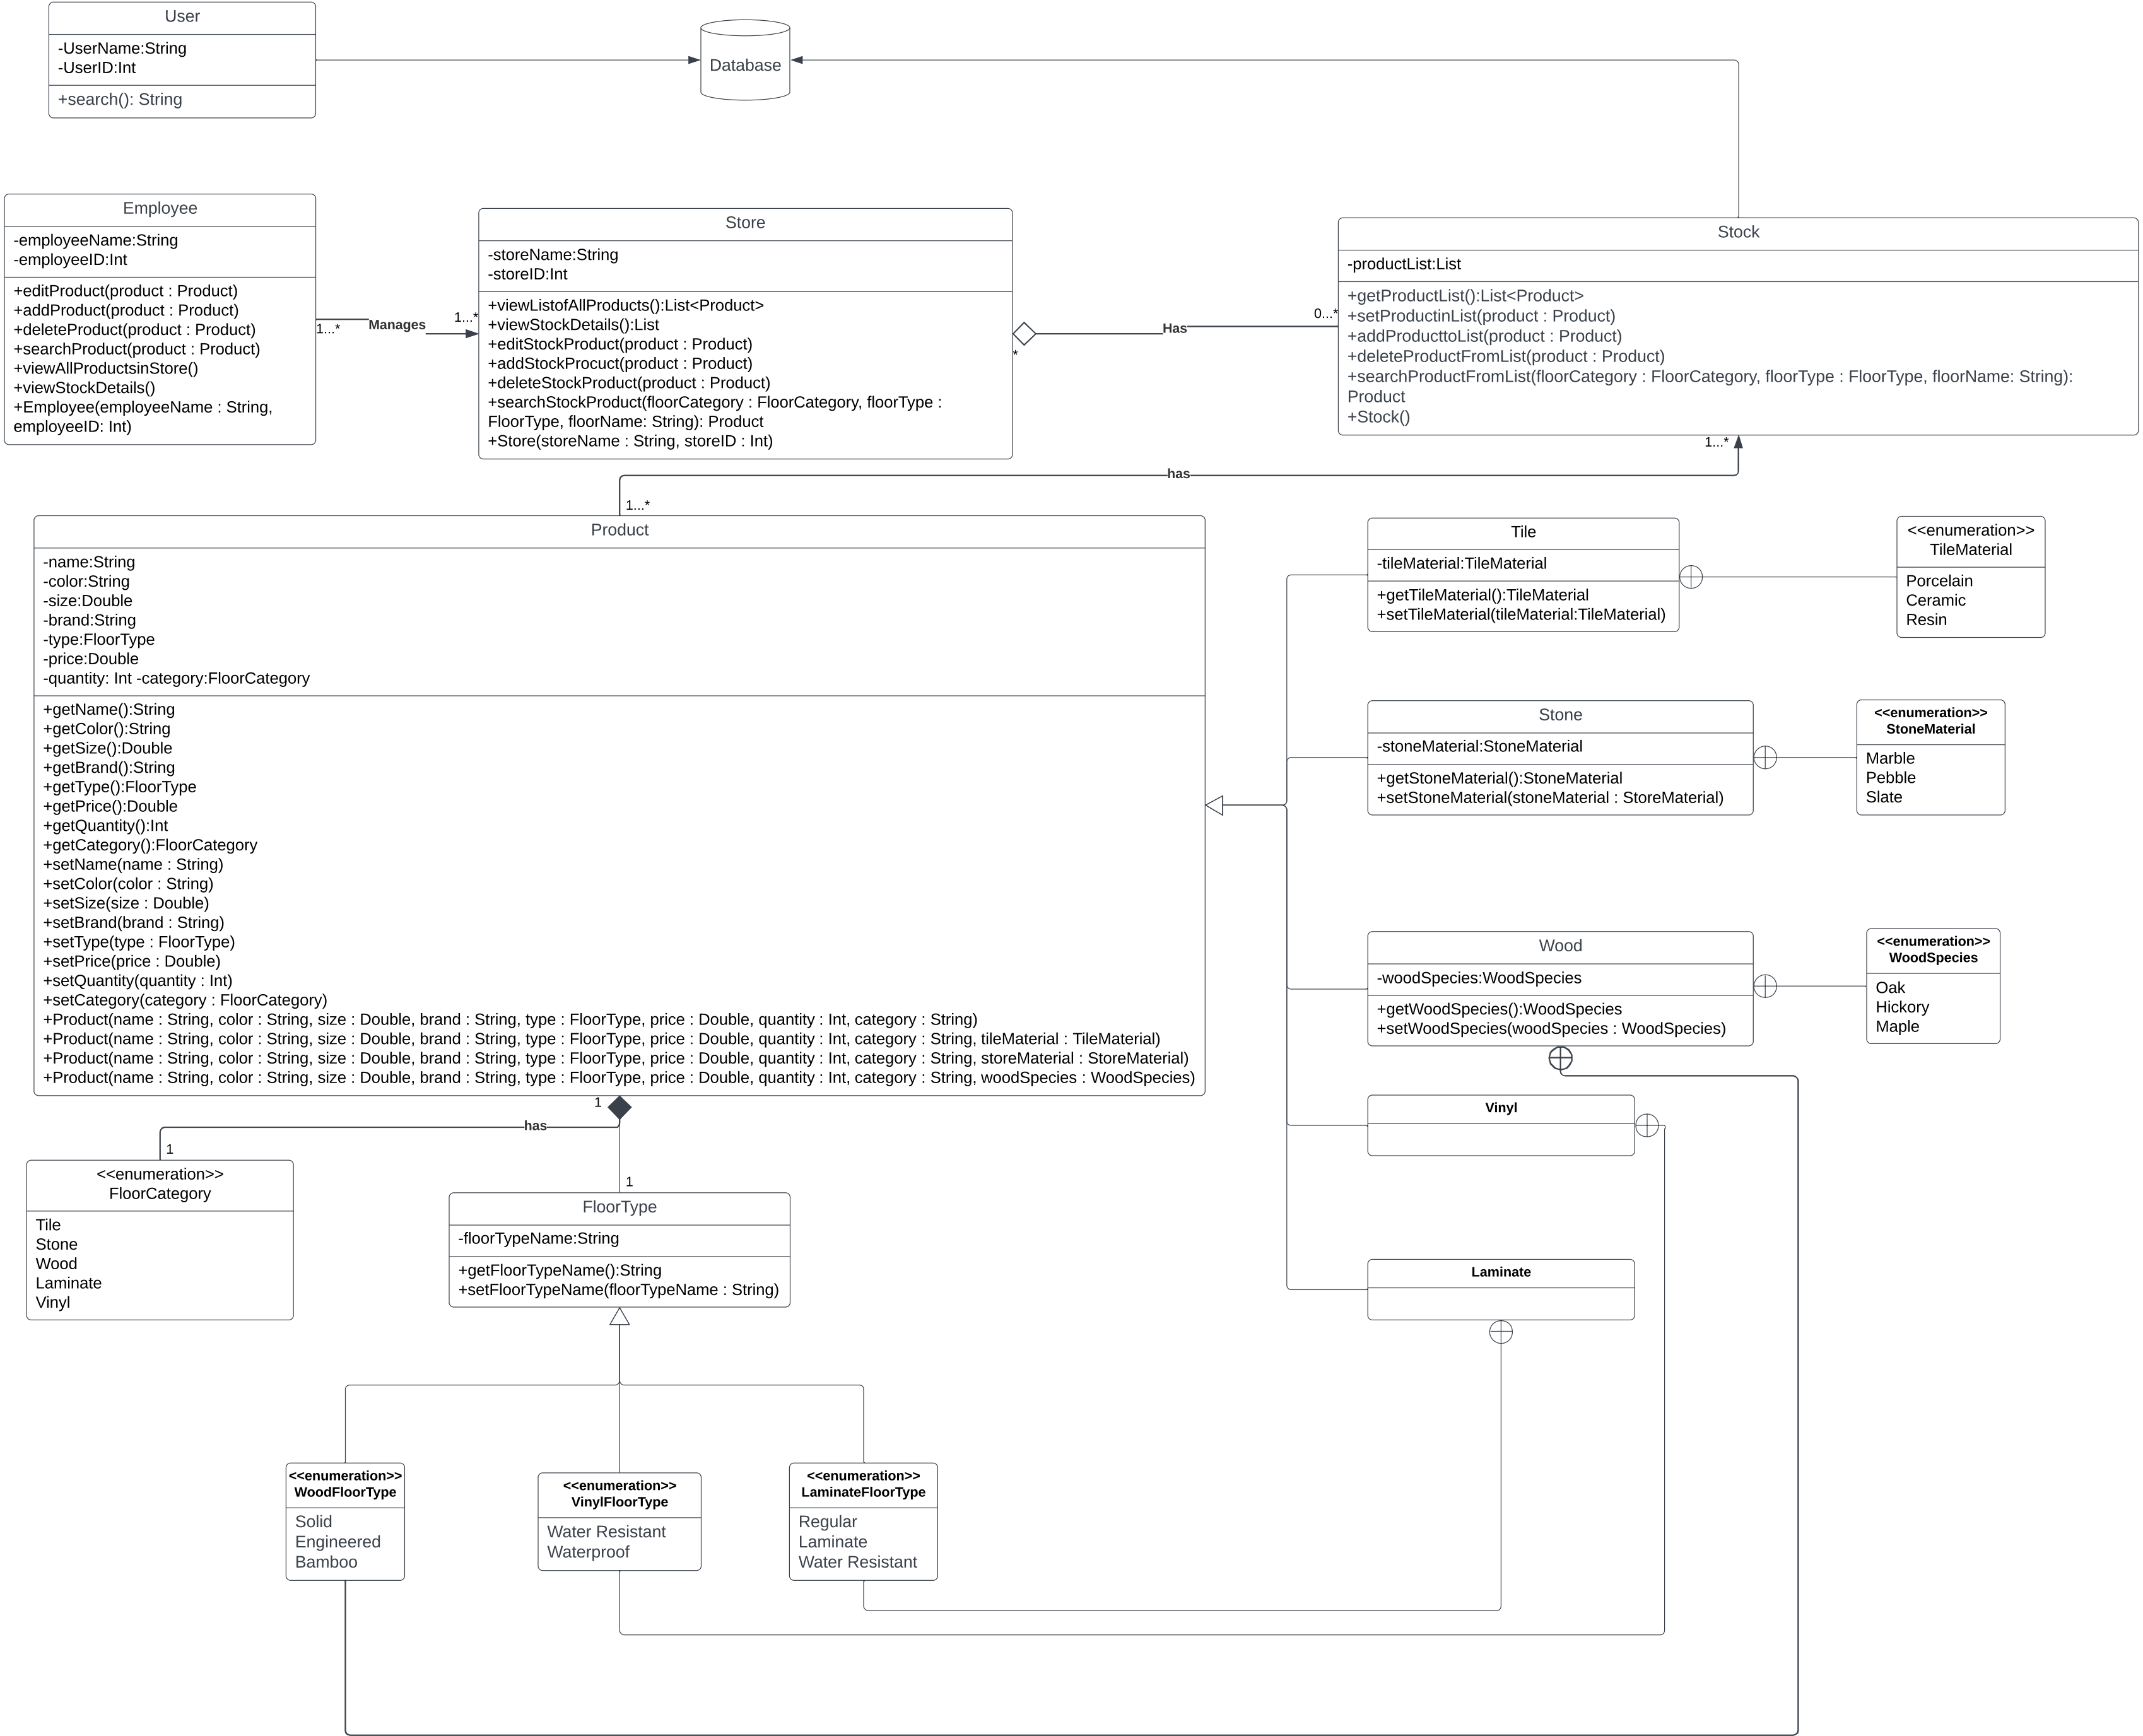 User
-UserName:String
-UserID:Int
+search(): String
Database
Employee
-employeeName:String
-employeeID:Int
+editProduct(product : Product)
+addProduct(product : Product)
+deleteProduct(product : Product)
+searchProduct(product : Product)
+viewAllProductsinStore()
+viewStockDetails()
+Employee(employeeName : String,
employeeID: Int)
1...*
Manages
1...*
Store
-storeName:String
-storeID:Int
+viewListofAllProducts():List<Product>
+viewStockDetails():List
+editStockProduct(product : Product)
+addStockProcuct(product : Product)
+deleteStockProduct(product : Product)
+searchStockProduct(floorCategory : FloorCategory, floorType :
FloorType, floorName: String): Product
+Store(storeName : String, storeID : Int)
*
Has
0...*
Stock
-productList:List
+getProductList():List<Product>
+setProductinList(product : Product)
+addProducttoList(product : Product)
+deleteProductFromList(product : Product)
+searchProductFromList(floorCategory : FloorCategory, floorType : FloorType, floorName: String):
Product
+Stock()
1...*
has
1...*
Product
-name:String
-color:String
-size:Double
-brand:String
-type:FloorType
-price:Double
-quantity: Int -category:FloorCategory
+getName():String
+getColor():String
+getSize():Double
+getBrand():String
+getType():FloorType
+getPrice():Double
+getQuantity():Int
+getCategory():FloorCategory
+setName(name : String)
+setColor(color : String)
+setSize(size : Double)
+setBrand(brand : String)
+setType(type : FloorType)
+setPrice(price : Double)
+setQuantity(quantity : Int)
+setCategory(category : FloorCategory)
+Product(name : String, color : String, size : Double, brand : String, type : FloorType, price : Double, quantity : Int, category : String)
+Product(name : String, color : String, size : Double, brand : String, type : FloorType, price : Double, quantity : Int, category : String, tileMaterial : TileMaterial)
+Product(name : String, color : String, size : Double, brand : String, type : FloorType, price : Double, quantity : Int, category : String, storeMaterial : StoreMaterial)
+Product(name : String, color : String, size : Double, brand : String, type : FloorType, price : Double, quantity : Int, category : String, woodSpecies : WoodSpecies)
Tile
-tileMaterial:TileMaterial
+getTileMaterial():TileMaterial
+setTileMaterial(tileMaterial:TileMaterial)
<<enumeration>>
TileMaterial
Porcelain
Ceramic
Resin
Stone
-stoneMaterial:StoneMaterial
+getStoneMaterial():StoneMaterial
+setStoneMaterial(stoneMaterial : StoreMaterial)
<<enumeration>>
StoneMaterial
Marble
Pebble
Slate
Wood
-woodSpecies:WoodSpecies
+getWoodSpecies():WoodSpecies
+setWoodSpecies(woodSpecies : WoodSpecies)
<<enumeration>>
WoodSpecies
Oak
Hickory
Maple
Vinyl
Laminate
1
has
1
1
<<enumeration>>
FloorCategory
Tile
Stone
Wood
Laminate
Vinyl
FloorType
-floorTypeName:String
+getFloorTypeName():String
+setFloorTypeName(floorTypeName : String)
<<enumeration>>
WoodFloorType
Solid
Engineered
Bamboo
<<enumeration>>
VinylFloorType
Water Resistant
Waterproof
<<enumeration>>
LaminateFloorType
Regular
Laminate
Water Resistant